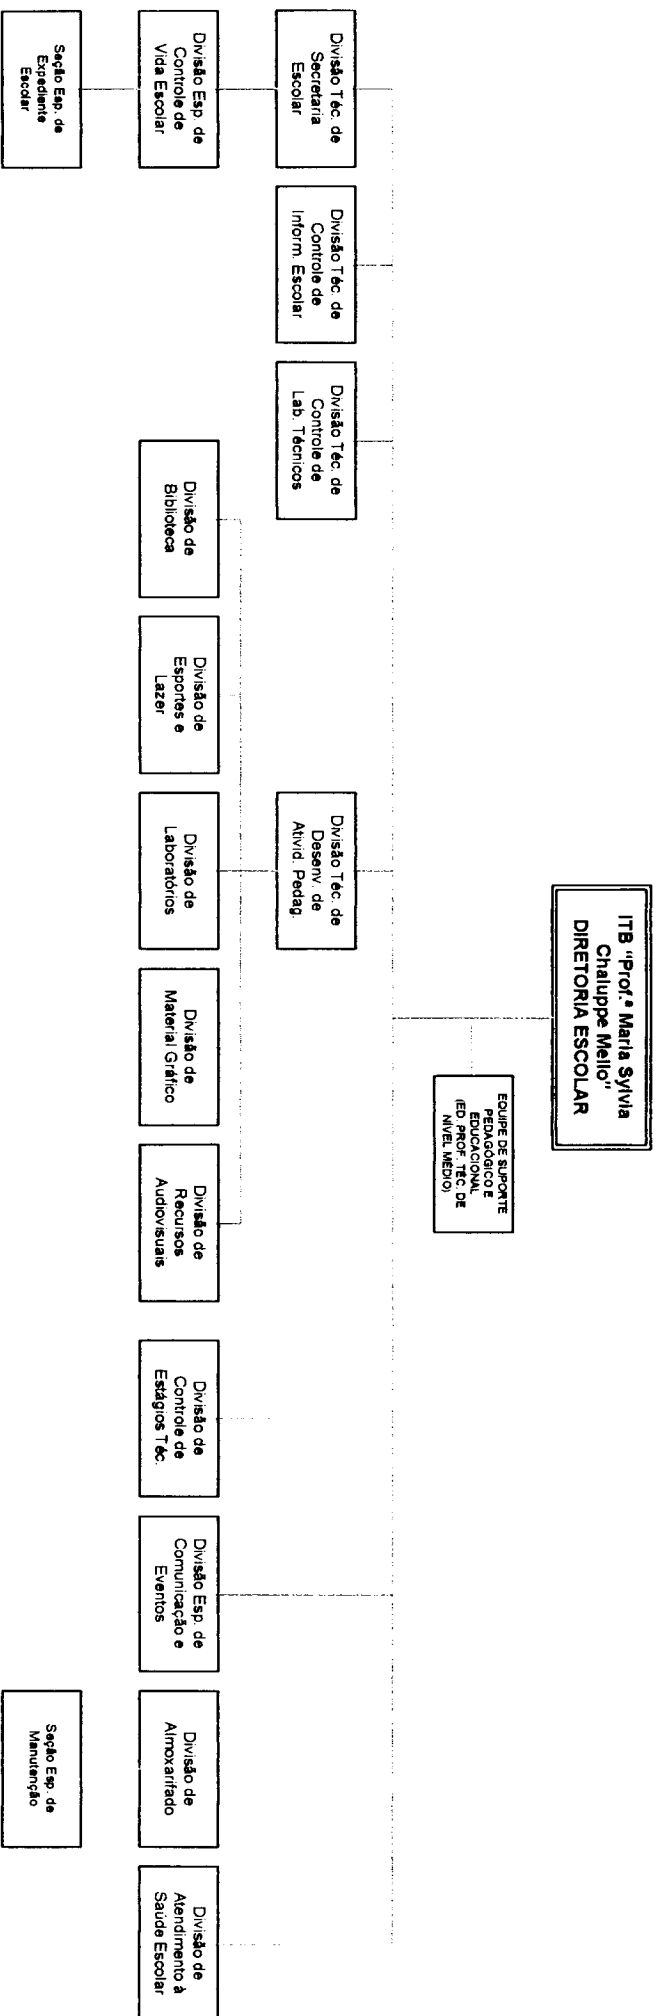 ITB “Prof.ª Maria Sylvia
Chaluppe Mello”
DIRETORIA ESCOLAR
EQUIPE DE SUPORTE
PEDAGÓGICO E
EDUCACIONAL
(ED. PROF. TÉC. DE
NÍVEL MÉDIO)
Divisão Téc. de
Secretaria
Escolar
Divisão Téc. de
Controle de
Inform. Escolar
Divisão Téc. de
Controle de
Lab. Técnicos
Divisão Téc. de
Desenv. de
Ativid. Pedag.
Divisão Esp. de
Controle de
Vida Escolar
Divisão de
Biblioteca
Divisão de
Esportes e
Lazer
Divisão de
Laboratórios
Divisão de
Material Gráfico
Divisão de
Recursos
Audiovisuais
Divisão de
Controle de
Estágios Téc.
Divisão Esp. de
Comunicação e
Eventos
Divisão de
Almoxarifado
Divisão de
Atendimento à
Saúde Escolar
Seção Esp. de
Expediente
Escolar
Seção Esp. de
Manutenção